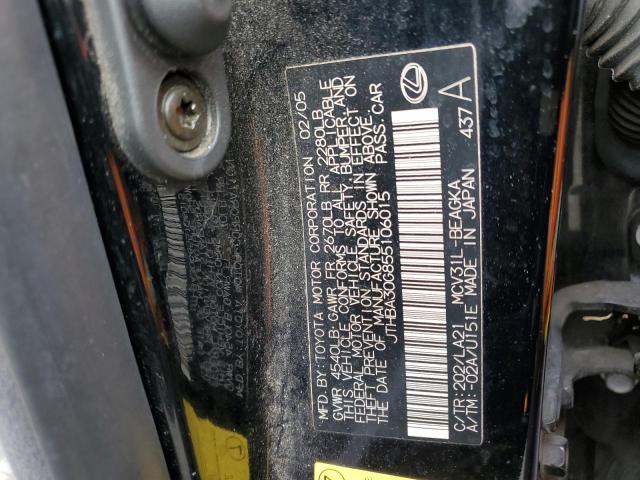 MFD. BY: TOYOTA MOTOR CORPORATION 02/05
GVWR 4540LB GAWR FR 2670LB RR 2280LB
THIS VEHICLE CONFORMS TO ALL APPLICABLE
FEDERAL MOTOR VEHICLE SAFETY, BUMPER, AND
THEFT PREVENTION STANDARDS IN EFFECT ON
THE DATE OF MANUFACTURE SHOWN ABOVE.
JTHBA30G855106015 PASS CAR
C/TR: 202/LA21 MCV31L-BEAGKA
A/TM: -02A/U151E MADE IN JAPAN 437 A